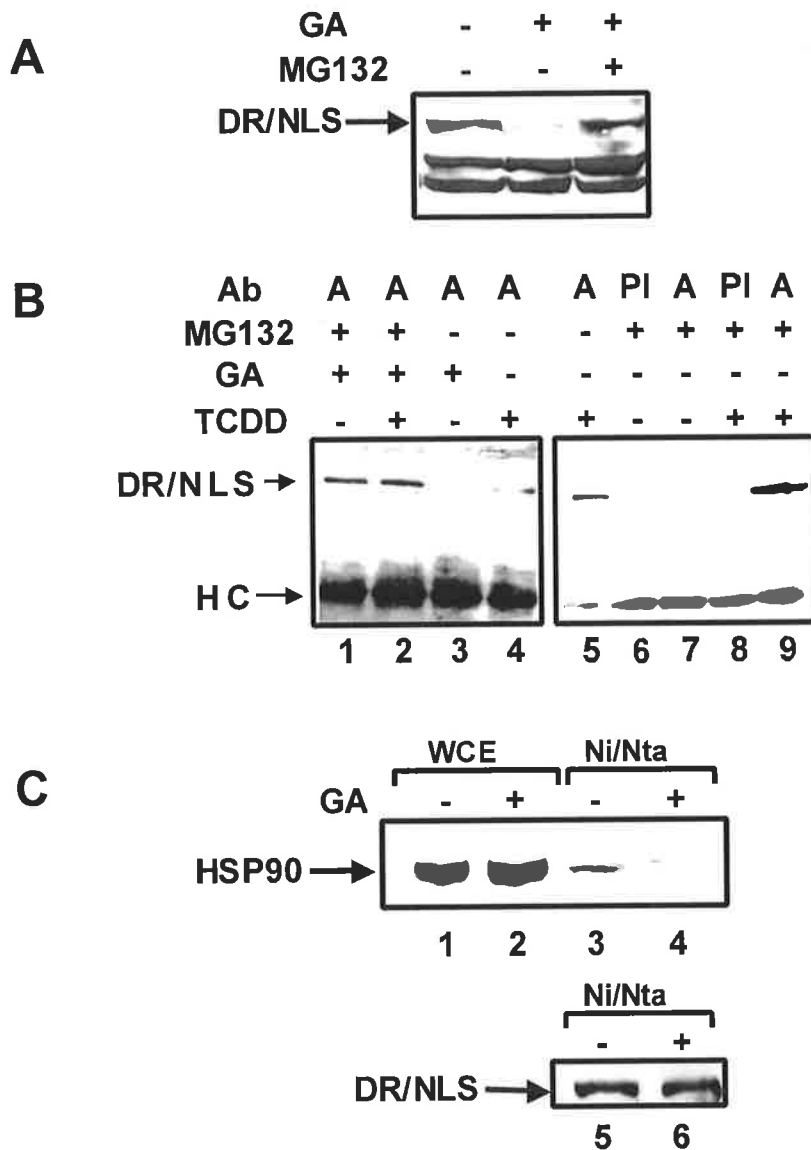 GA - + +
A
MG132 - - +
DR/NLS
B
Ab A A A A A PI A PI A
MG132 + + - - - + + + +
GA + + + - - - - - -
TCDD - + - + + - - + +
DR/NLS
HC
1 2 3 4 5 6 7 8 9
WCE Ni/Nta
C
GA - + - +
HSP90
1 2 3 4
Ni/Nta
- +
DR/NLS
5 6